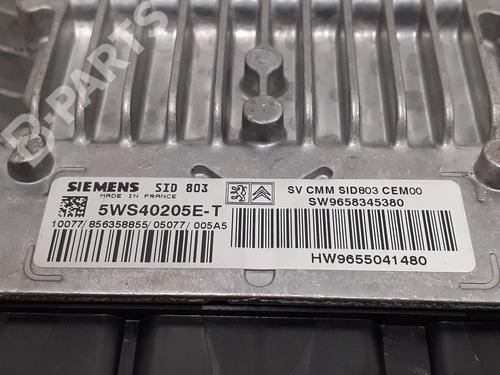 B-PARTS
SIEMENS SID 803
MADE IN FRANCE
5WS40205E-T
10077/856358855/05077/005A5
SV CMM SID803 CEM00
SW9658345380
HW9655041480